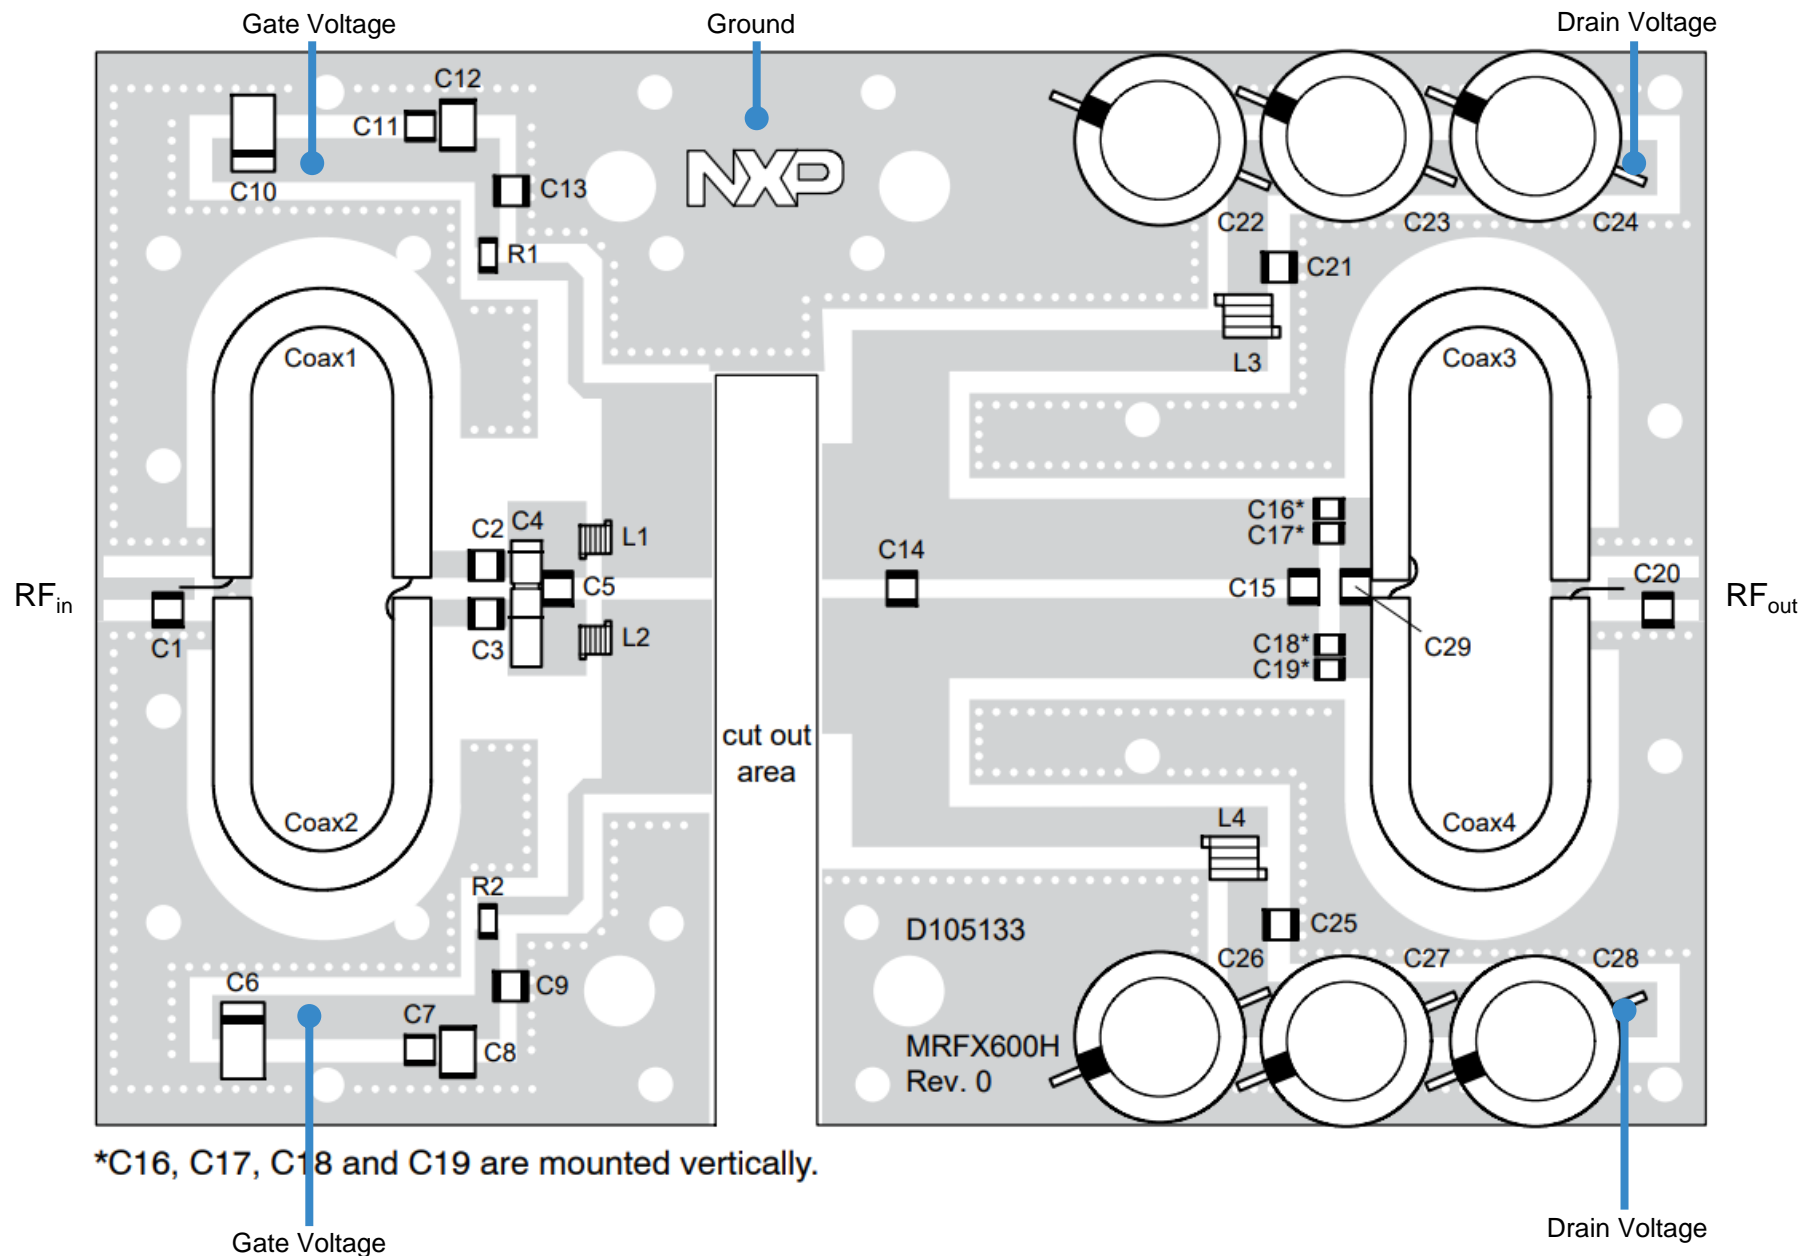 Gate Voltage
Ground
Drain Voltage
C12
C11
C10
C13
NXP
R1
C22
C23
C24
C21
L3
Coax1
Coax3
C2
C4
L1
C16*
C17*
C14
C5
C15
C20
RFin
RFout
C1
C3
L2
C18*
C19*
C29
cut out
area
Coax2
L4
Coax4
R2
D105133
C25
C6
C9
C26
C27
C28
C7
C8
MRFX600H
Rev. 0
*C16, C17, C18 and C19 are mounted vertically.
Gate Voltage
Drain Voltage